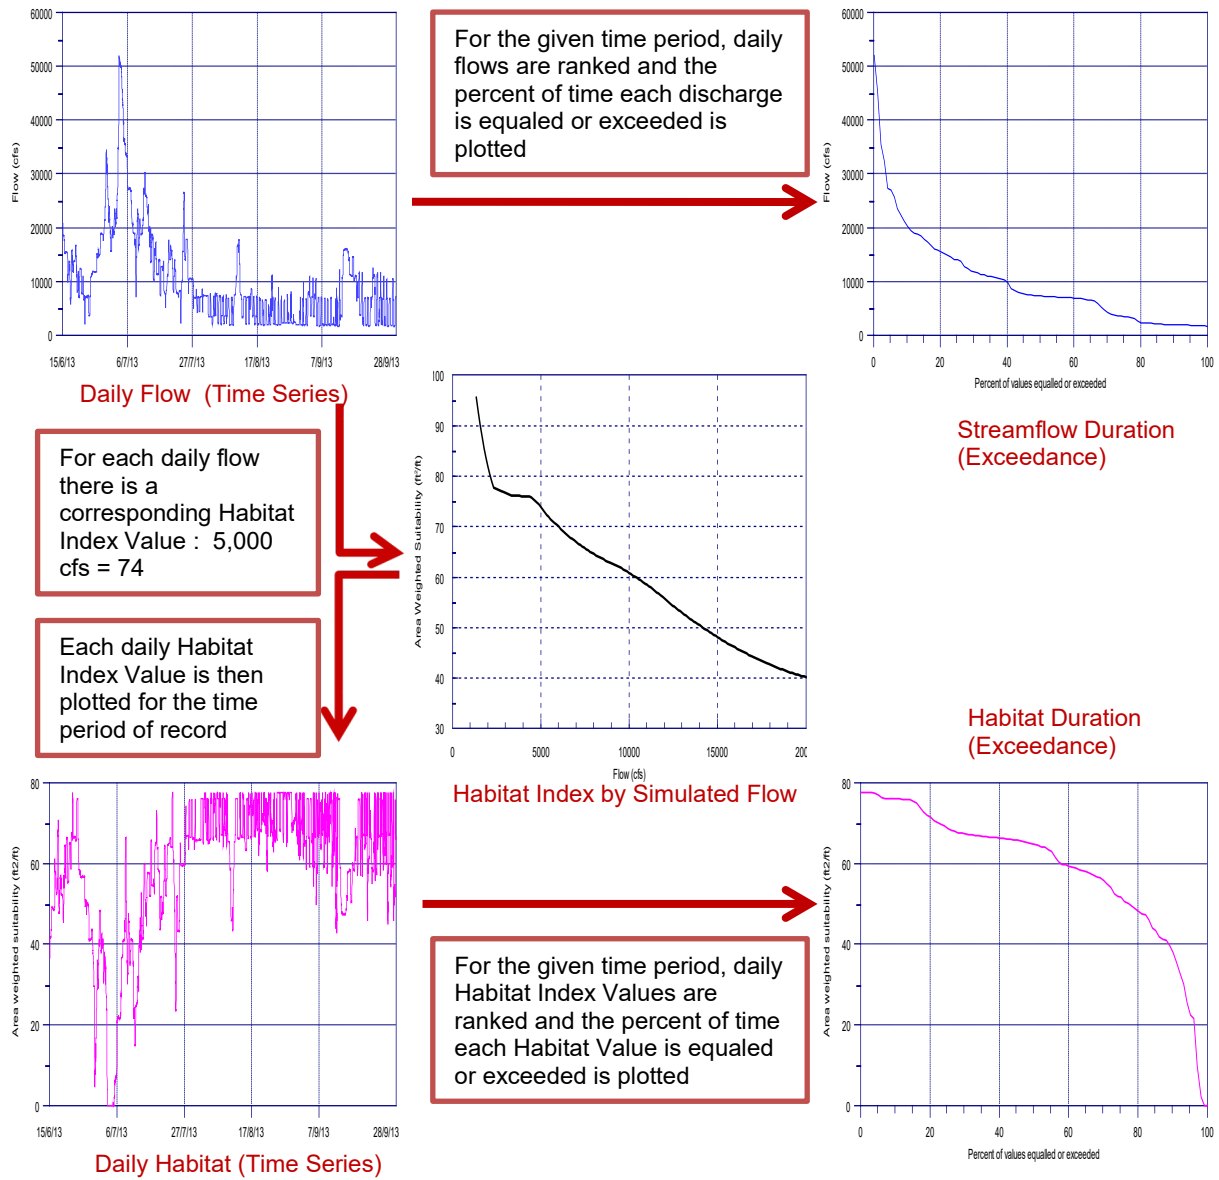 60000
50000
40000
30000
20000
10000
0
Flow (cfs)
15/6/13 6/7/13 27/7/13 17/8/13 7/9/13 28/9/13
Daily Flow (Time Series)
For the given time period, daily
flows are ranked and the
percent of time each discharge
is equaled or exceeded is
plotted
60000
50000
40000
30000
20000
10000
0
Flow (cfs)
0 20 40 60 80 100
Percent of values equalled or exceeded
Streamflow Duration
(Exceedance)
For each daily flow
there is a
corresponding Habitat
Index Value : 5,000
cfs = 74
Each daily Habitat
Index Value is then
plotted for the time
period of record
100
90
80
70
60
50
40
30
Area Weighted Suitability (ft²/ft)
0 5000 10000 15000 200
Flow (cfs)
Habitat Index by Simulated Flow
Habitat Duration
(Exceedance)
80
60
40
20
0
Area weighted suitability (ft2/ft)
15/6/13 6/7/13 27/7/13 17/8/13 7/9/13 28/9/13
Daily Habitat (Time Series)
For the given time period, daily
Habitat Index Values are
ranked and the percent of time
each Habitat Value is equaled
or exceeded is plotted
80
60
40
20
0
Area weighted suitability (ft2/ft)
0 20 40 60 80 100
Percent of values equalled or exceeded